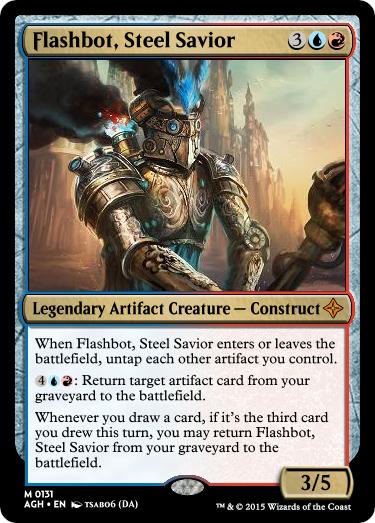 Flashbot, Steel Savior 3
Legendary Artifact Creature — Construct
When Flashbot, Steel Savior enters or leaves the
battlefield, untap each other artifact you control.
4: Return target artifact card from your
graveyard to the battlefield.
Whenever you draw a card, if it's the third card
you drew this turn, you may return Flashbot,
Steel Savior from your graveyard to the
battlefield.
3/5
M 0131
AGH • EN TSABO6 (DA)
™ & © 2015 Wizards of the Coast